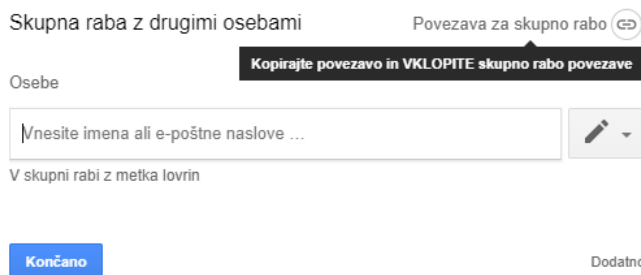 Skupna raba z drugimi osebami
Povezava za skupno rabo
Kopirajte povezavo in VKLOPITE skupno rabo povezave
Osebe
Vnesite imena ali e-poštne naslove ...
V skupni rabi z metka lovrin
Končano
Dodatno